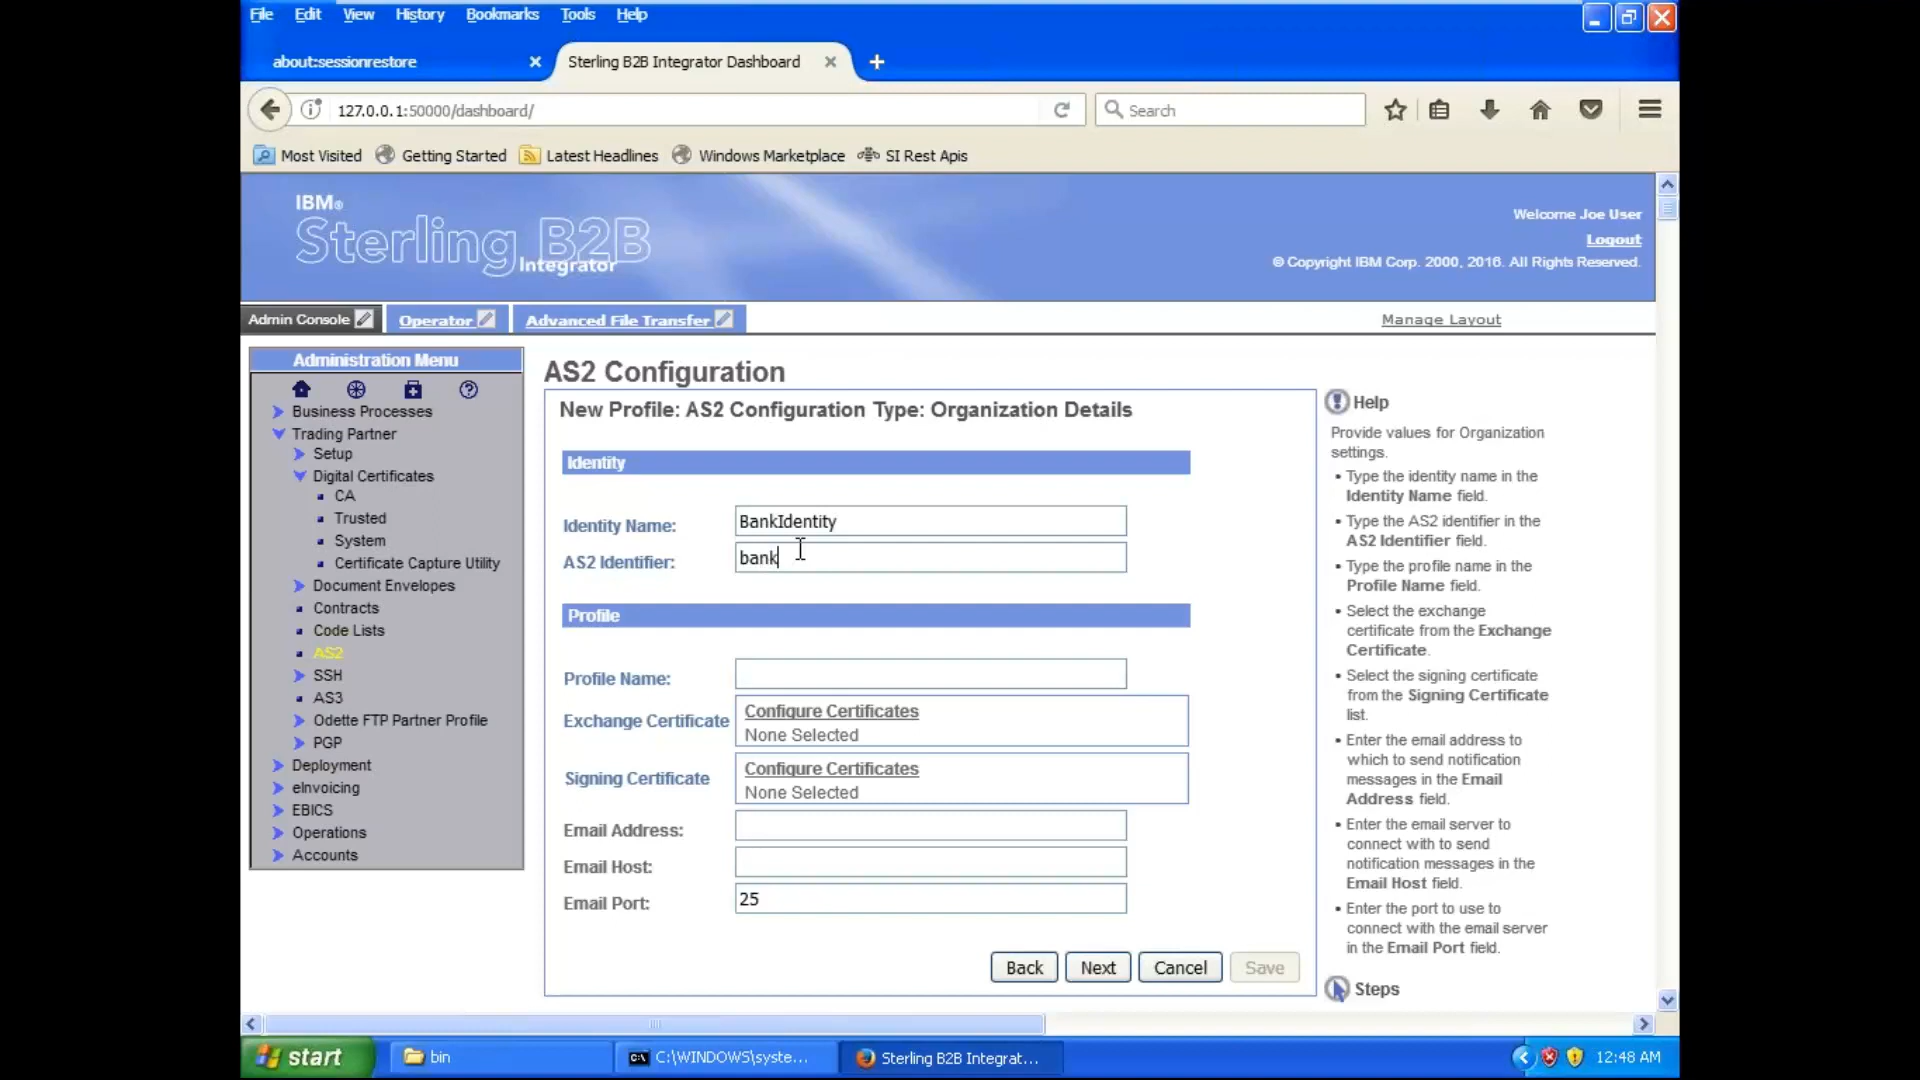 File Edit View History Bookmarks Tools Help
about:sessionrestore
Sterling B2B Integrator Dashboard
127.0.0.1:50000/dashboard/
Search
Most Visited Getting Started Latest Headlines Windows Marketplace SI Rest Apis
IBM®
Sterling B2B
Integrator
Welcome Joe User
Logout
© Copyright IBM Corp. 2000, 2016. All Rights Reserved.
Admin Console Operator Advanced File Transfer Manage Layout
Administration Menu
Business Processes
Trading Partner
Setup
Digital Certificates
CA
Trusted
System
Certificate Capture Utility
Document Envelopes
Contracts
Code Lists
AS2
SSH
AS3
Odette FTP Partner Profile
PGP
Deployment
eInvoicing
EBICS
Operations
Accounts
AS2 Configuration
New Profile: AS2 Configuration Type: Organization Details
Identity
Identity Name: BankIdentity
AS2 Identifier: bank
Profile
Profile Name:
Exchange Certificate
Configure Certificates
None Selected
Signing Certificate
Configure Certificates
None Selected
Email Address:
Email Host:
Email Port: 25
Back Next Cancel Save
Help
Provide values for Organization
settings.
• Type the identity name in the
Identity Name field.
• Type the AS2 identifier in the
AS2 Identifier field.
• Type the profile name in the
Profile Name field.
• Select the exchange
certificate from the Exchange
Certificate.
• Select the signing certificate
from the Signing Certificate
list.
• Enter the email address to
which to send notification
messages in the Email
Address field.
• Enter the email server to
connect with to send
notification messages in the
Email Host field.
• Enter the port to use to
connect with the email server
in the Email Port field.
Steps
start
bin
C:\WINDOWS\syste...
Sterling B2B Integrat...
12:48 AM